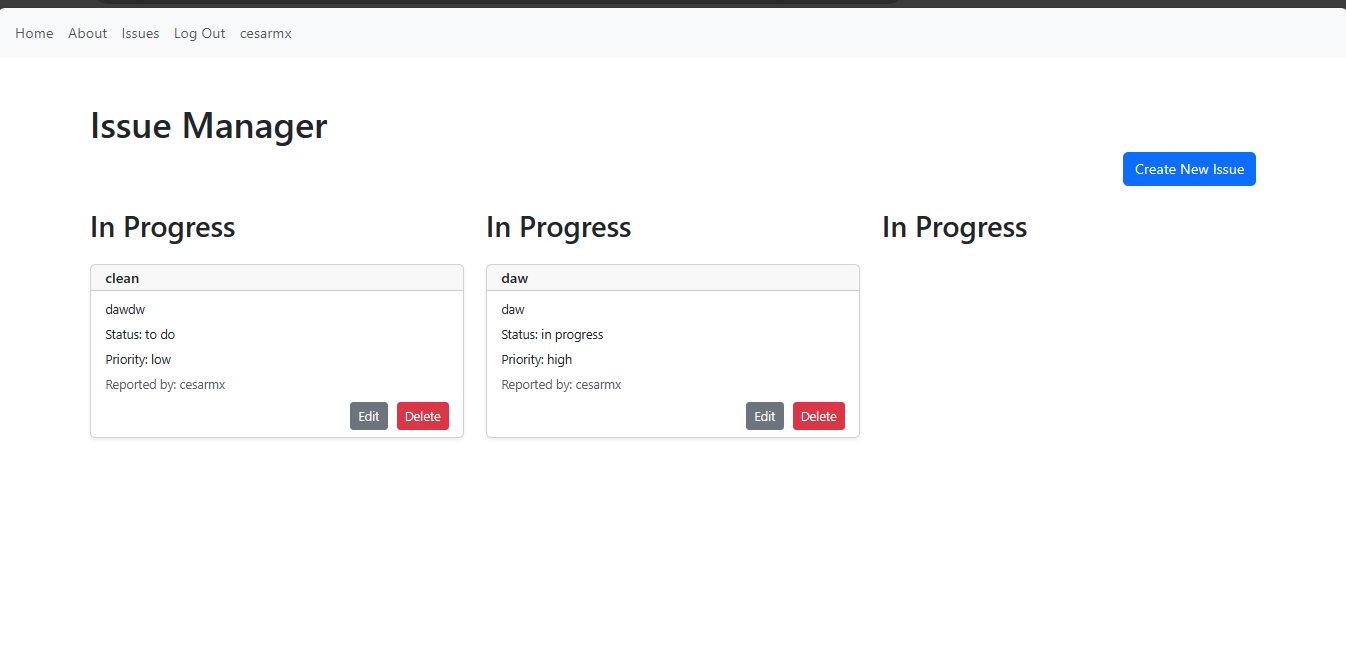 Home About Issues Log Out cesarmx
Issue Manager
Create New Issue
In Progress
clean
dawdw
Status: to do
Priority: low
Reported by: cesarmx
Edit Delete
In Progress
daw
daw
Status: in progress
Priority: high
Reported by: cesarmx
Edit Delete
In Progress